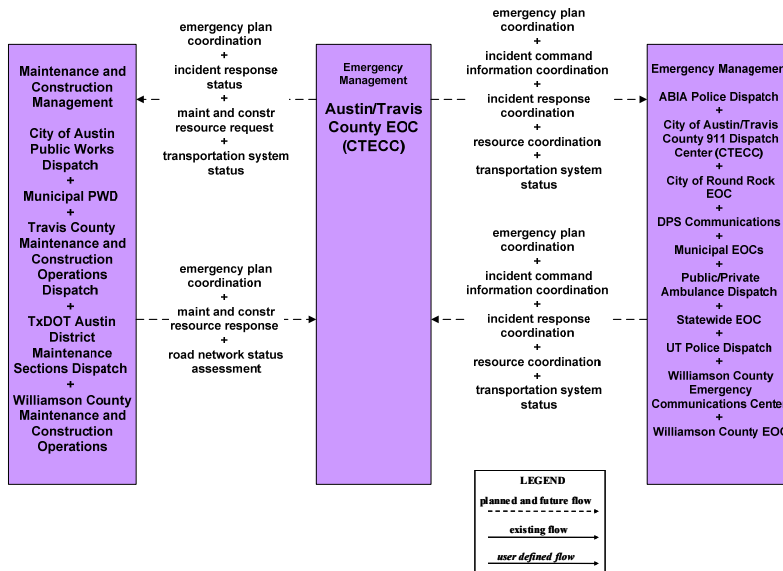 Maintenance and
Construction
Management
City of Austin
Public Works
Dispatch
+
Municipal PWD
+
Travis County
Maintenance and
Construction
Operations
Dispatch
+
TxDOT Austin
District
Maintenance
Sections Dispatch
+
Williamson County
Maintenance and
Construction
Operations
emergency plan
coordination
+
incident response
status
+
maint and constr
resource request
+
transportation system
status
emergency plan
coordination
+
maint and constr
resource response
+
road network status
assessment
Emergency
Management
Austin/Travis
County EOC
(CTECC)
emergency plan
coordination
+
incident command
information coordination
+
incident response
coordination
+
resource coordination
+
transportation system
status
emergency plan
coordination
+
incident command
information coordination
+
incident response
coordination
+
resource coordination
+
transportation system
status
Emergency Management
ABIA Police Dispatch
+
City of Austin/Travis
County 911 Dispatch
Center (CTECC)
+
City of Round Rock
EOC
+
DPS Communications
+
Municipal EOCs
+
Public/Private
Ambulance Dispatch
+
Statewide EOC
+
UT Police Dispatch
+
Williamson County
Emergency
Communications Center
+
Williamson County EOC
LEGEND
planned and future flow
existing flow
user defined flow